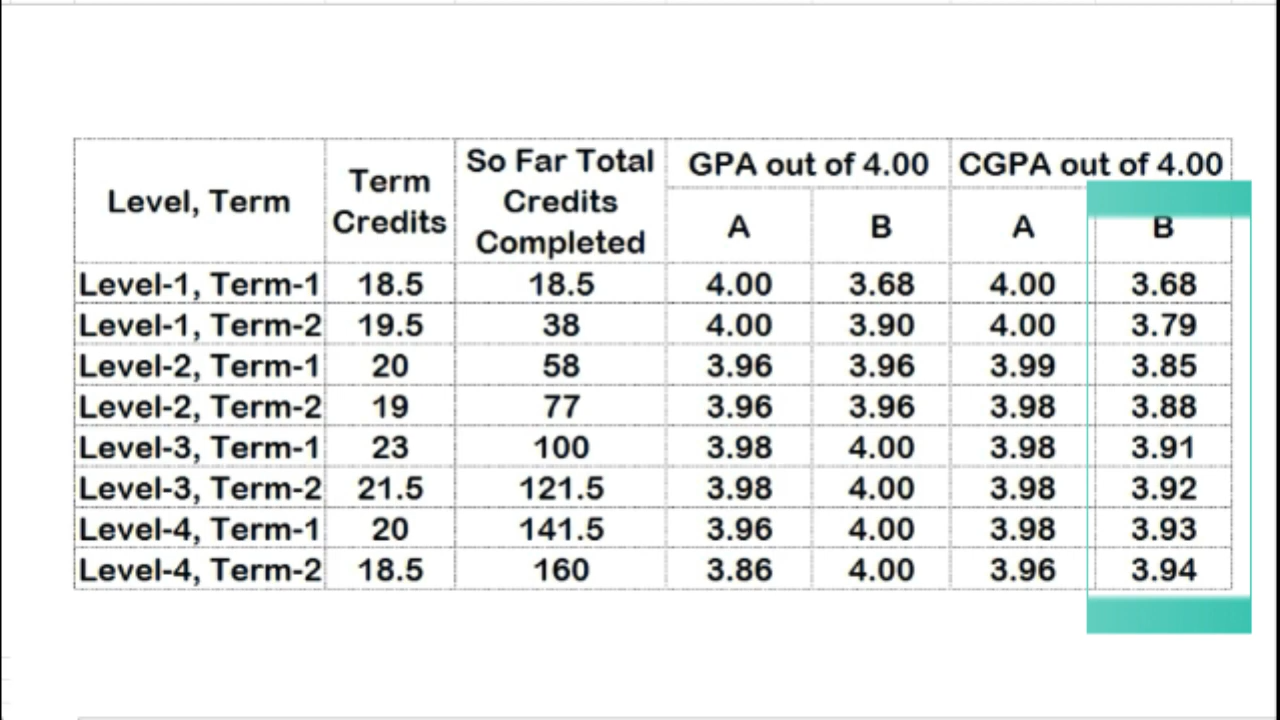 Level, Term
Term
Credits
So Far Total
Credits
Completed
GPA out of 4.00
CGPA out of 4.00
A B A B
Level-1, Term-1 18.5 18.5 4.00 3.68 4.00 3.68
Level-1, Term-2 19.5 38 4.00 3.90 4.00 3.79
Level-2, Term-1 20 58 3.96 3.96 3.99 3.85
Level-2, Term-2 19 77 3.96 3.96 3.98 3.88
Level-3, Term-1 23 100 3.98 4.00 3.98 3.91
Level-3, Term-2 21.5 121.5 3.98 4.00 3.98 3.92
Level-4, Term-1 20 141.5 3.96 4.00 3.98 3.93
Level-4, Term-2 18.5 160 3.86 4.00 3.96 3.94